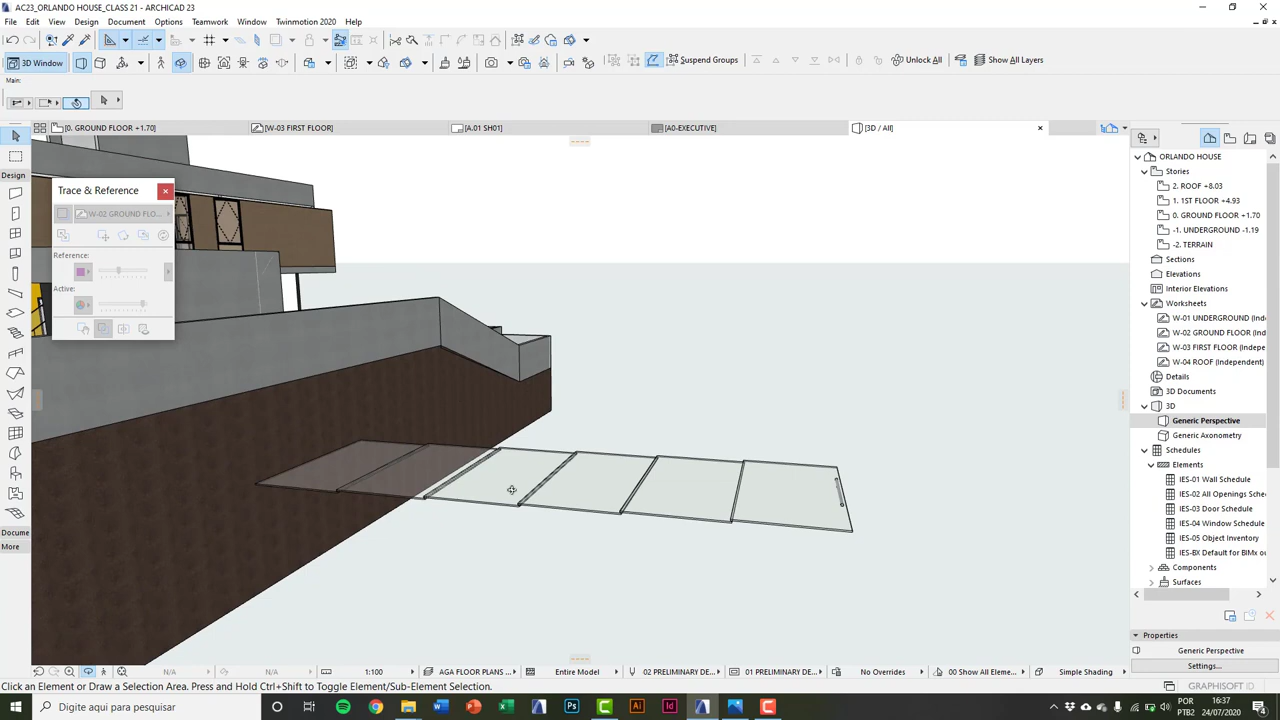 AC23_ORLANDO HOUSE_CLASS 21 - ARCHICAD 23
File Edit View Design Document Options Teamwork Window Twinmotion 2020 Help
3D Window
Suspend Groups
Unlock All
Show All Layers
Main:
[0. GROUND FLOOR +1.70]
[W-03 FIRST FLOOR]
[A.01 SH01]
[A0-EXECUTIVE]
[3D / All]
Design
Trace & Reference
W-02 GROUND FLO...
Reference:
Active:
Docume
More
ORLANDO HOUSE
Stories
2. ROOF +8.03
1. 1ST FLOOR +4.93
0. GROUND FLOOR +1.70
-1. UNDERGROUND -1.19
-2. TERRAIN
Sections
Elevations
Interior Elevations
Worksheets
W-01 UNDERGROUND (Ind
W-02 GROUND FLOOR (In
W-03 FIRST FLOOR (Indepe
W-04 ROOF (Independent)
Details
3D Documents
3D
Generic Perspective
Generic Axonometry
Schedules
Elements
IES-01 Wall Schedule
IES-02 All Openings Sche
IES-03 Door Schedule
IES-04 Window Schedule
IES-05 Object Inventory
IES-BX Default for BIMx o
Components
Surfaces
Properties
Generic Perspective
Settings...
N/A
N/A
1:100
AGA FLOOR PLANS ...
Entire Model
02 PRELIMINARY DE...
01 PRELIMINARY DE...
No Overrides
00 Show All Eleme...
Simple Shading
Click an Element or Draw a Selection Area. Press and Hold Ctrl+Shift to Toggle Element/Sub-Element Selection.
GRAPHISOFT
Digite aqui para pesquisar
POR
PTB2
16:37
24/07/2020